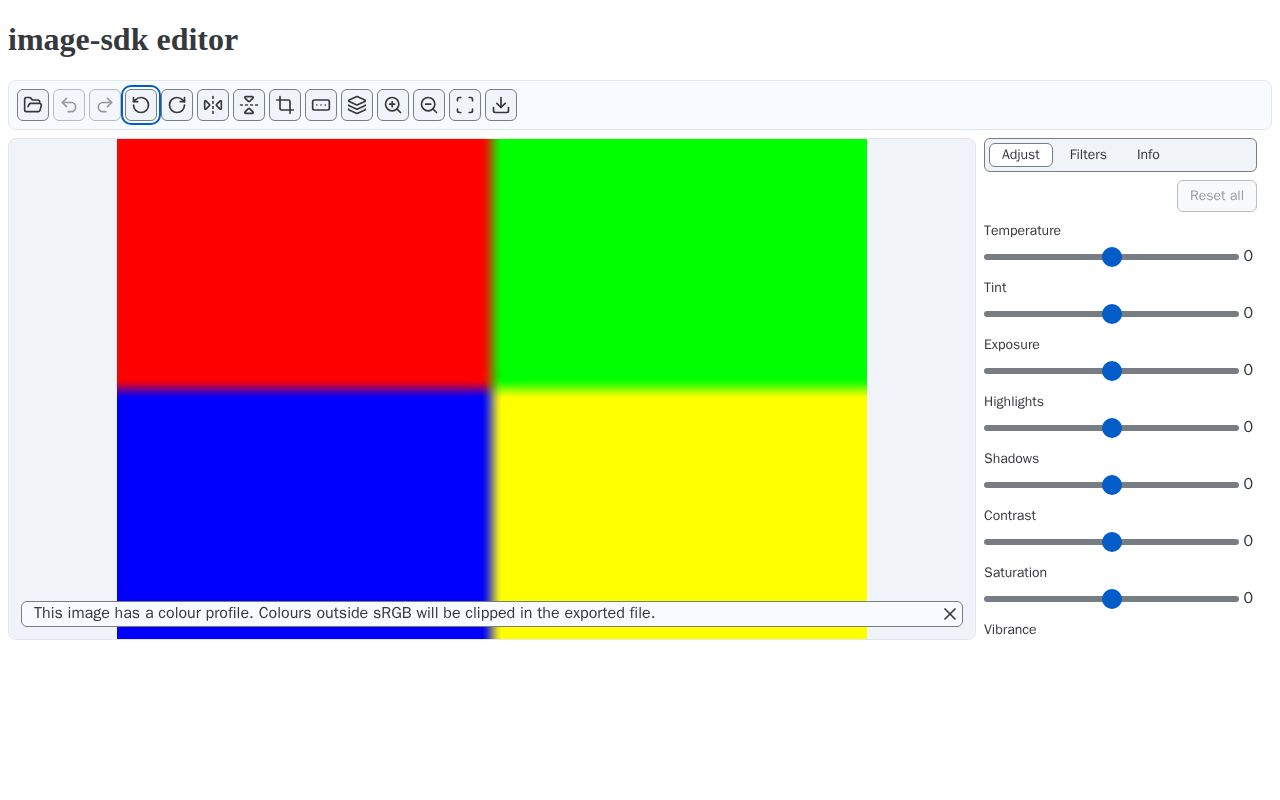 image-sdk editor
Adjust Filters Info
Reset all
Temperature
0
Tint
0
Exposure
0
Highlights
0
Shadows
0
Contrast
0
Saturation
0
Vibrance
This image has a colour profile. Colours outside sRGB will be clipped in the exported file.